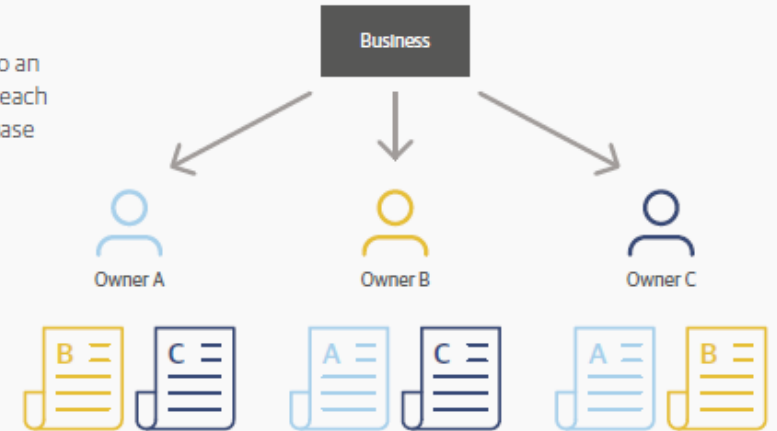 Business
o an
each
ase
Owner A
Owner B
Owner C
B
C
A
C
A
B